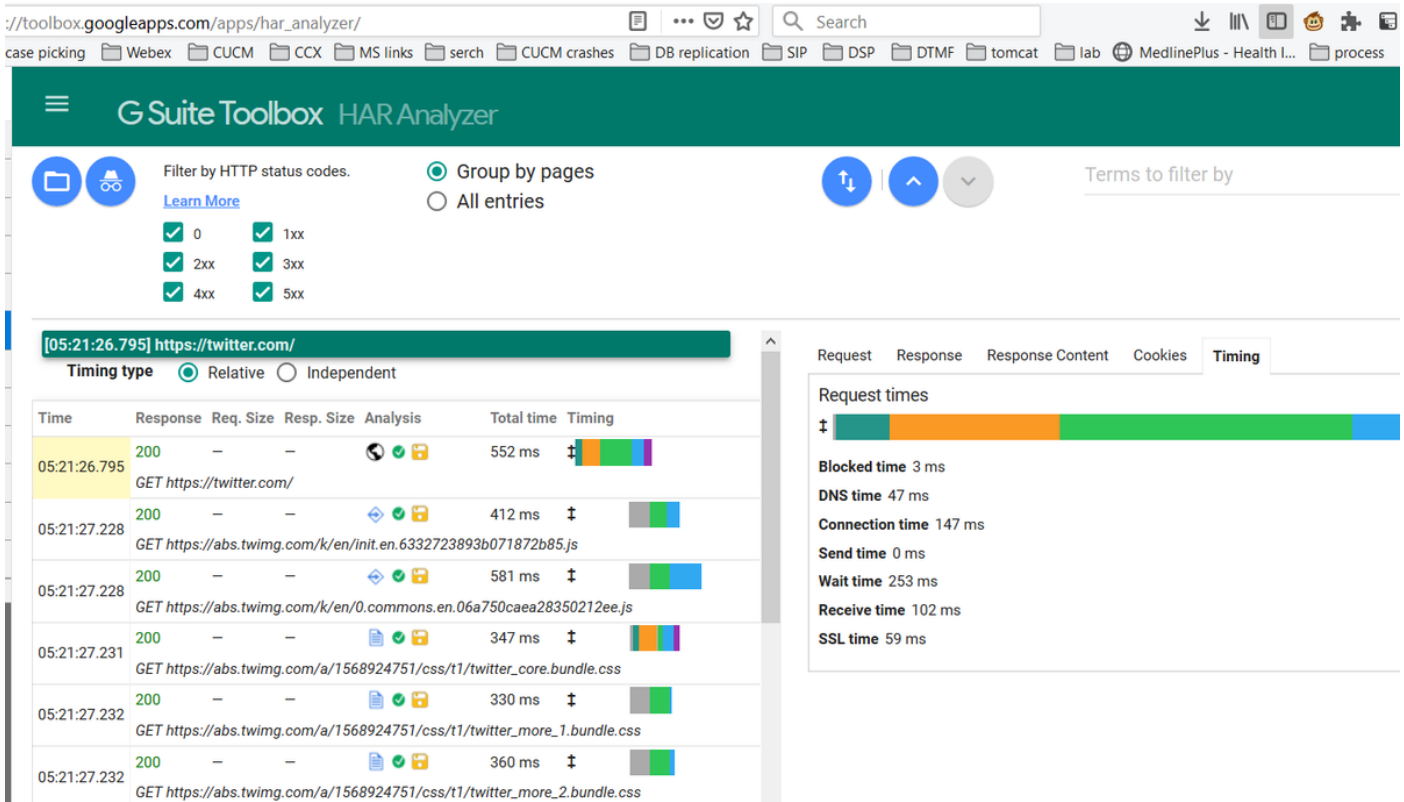 ://toolbox.googleapps.com/apps/har_analyzer/ Search
case picking Webex CUCM CCX MS links serch CUCM crashes DB replication SIP DSP DTMF tomcat lab MedlinePlus - Health I... process
G Suite Toolbox HAR Analyzer
Filter by HTTP status codes.
Learn More
0 1xx
2xx 3xx
4xx 5xx
Group by pages
All entries
Terms to filter by
[05:21:26.795] https://twitter.com/
Timing type Relative Independent
Time Response Req. Size Resp. Size Analysis Total time Timing
05:21:26.795 200 – – 552 ms
GET https://twitter.com/
05:21:27.228 200 – – 412 ms
GET https://abs.twimg.com/k/en/init.en.6332723893b071872b85.js
05:21:27.228 200 – – 581 ms
GET https://abs.twimg.com/k/en/0.commons.en.06a750caea28350212ee.js
05:21:27.231 200 – – 347 ms
GET https://abs.twimg.com/a/1568924751/css/t1/twitter_core.bundle.css
05:21:27.232 200 – – 330 ms
GET https://abs.twimg.com/a/1568924751/css/t1/twitter_more_1.bundle.css
05:21:27.232 200 – – 360 ms
GET https://abs.twimg.com/a/1568924751/css/t1/twitter_more_2.bundle.css
Request Response Response Content Cookies Timing
Request times
Blocked time 3 ms
DNS time 47 ms
Connection time 147 ms
Send time 0 ms
Wait time 253 ms
Receive time 102 ms
SSL time 59 ms